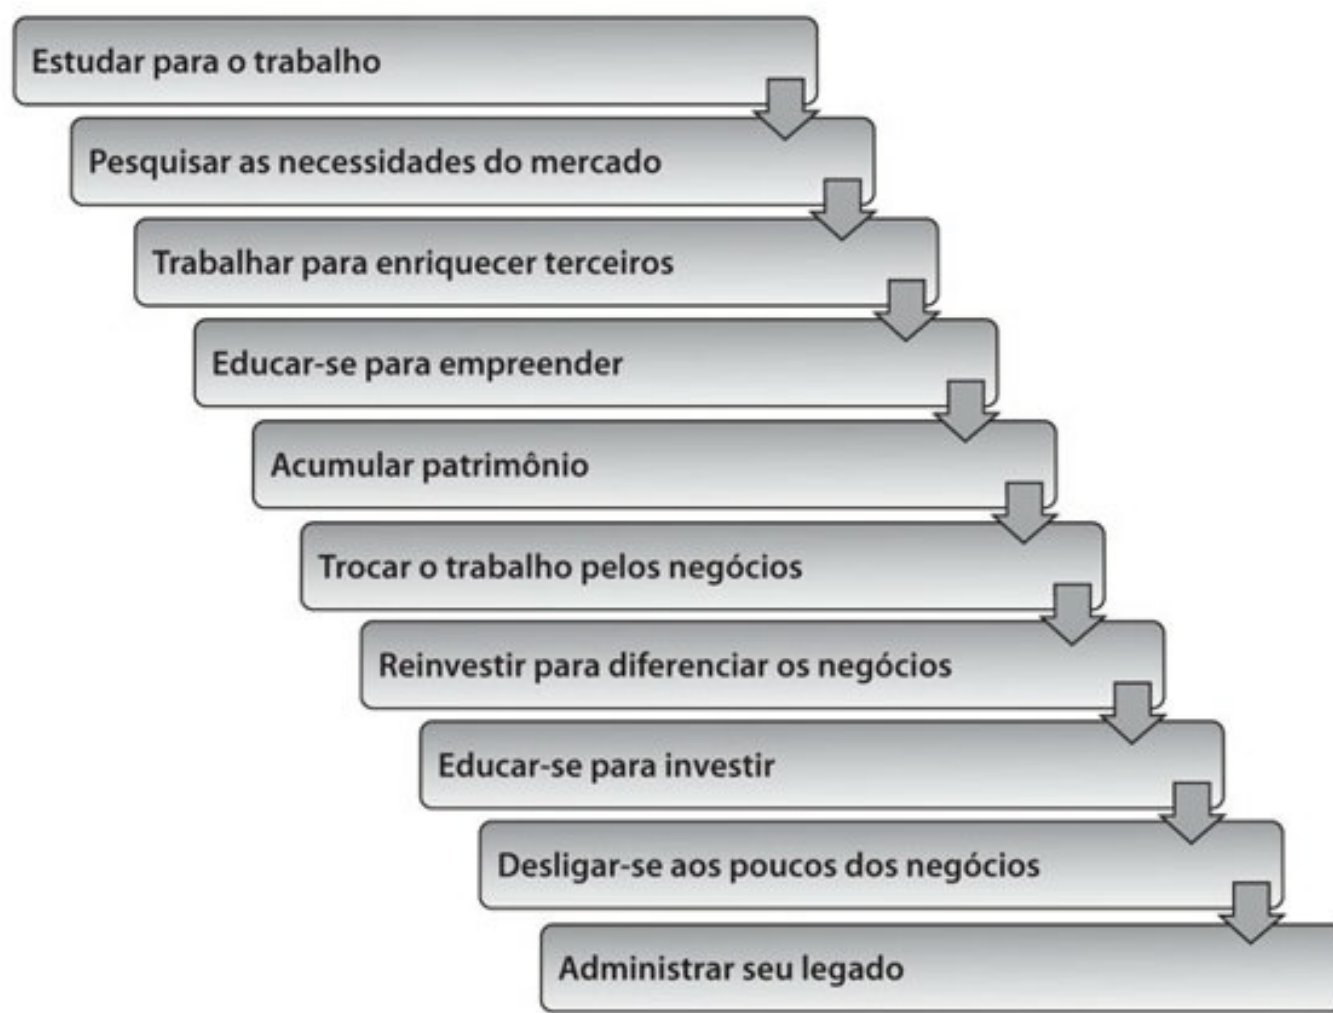 Estudar para o trabalho
Pesquisar as necessidades do mercado
Trabalhar para enriquecer terceiros
Educar-se para empreender
Acumular patrimônio
Trocar o trabalho pelos negócios
Reinvestir para diferenciar os negócios
Educar-se para investir
Desligar-se aos poucos dos negócios
Administrar seu legado